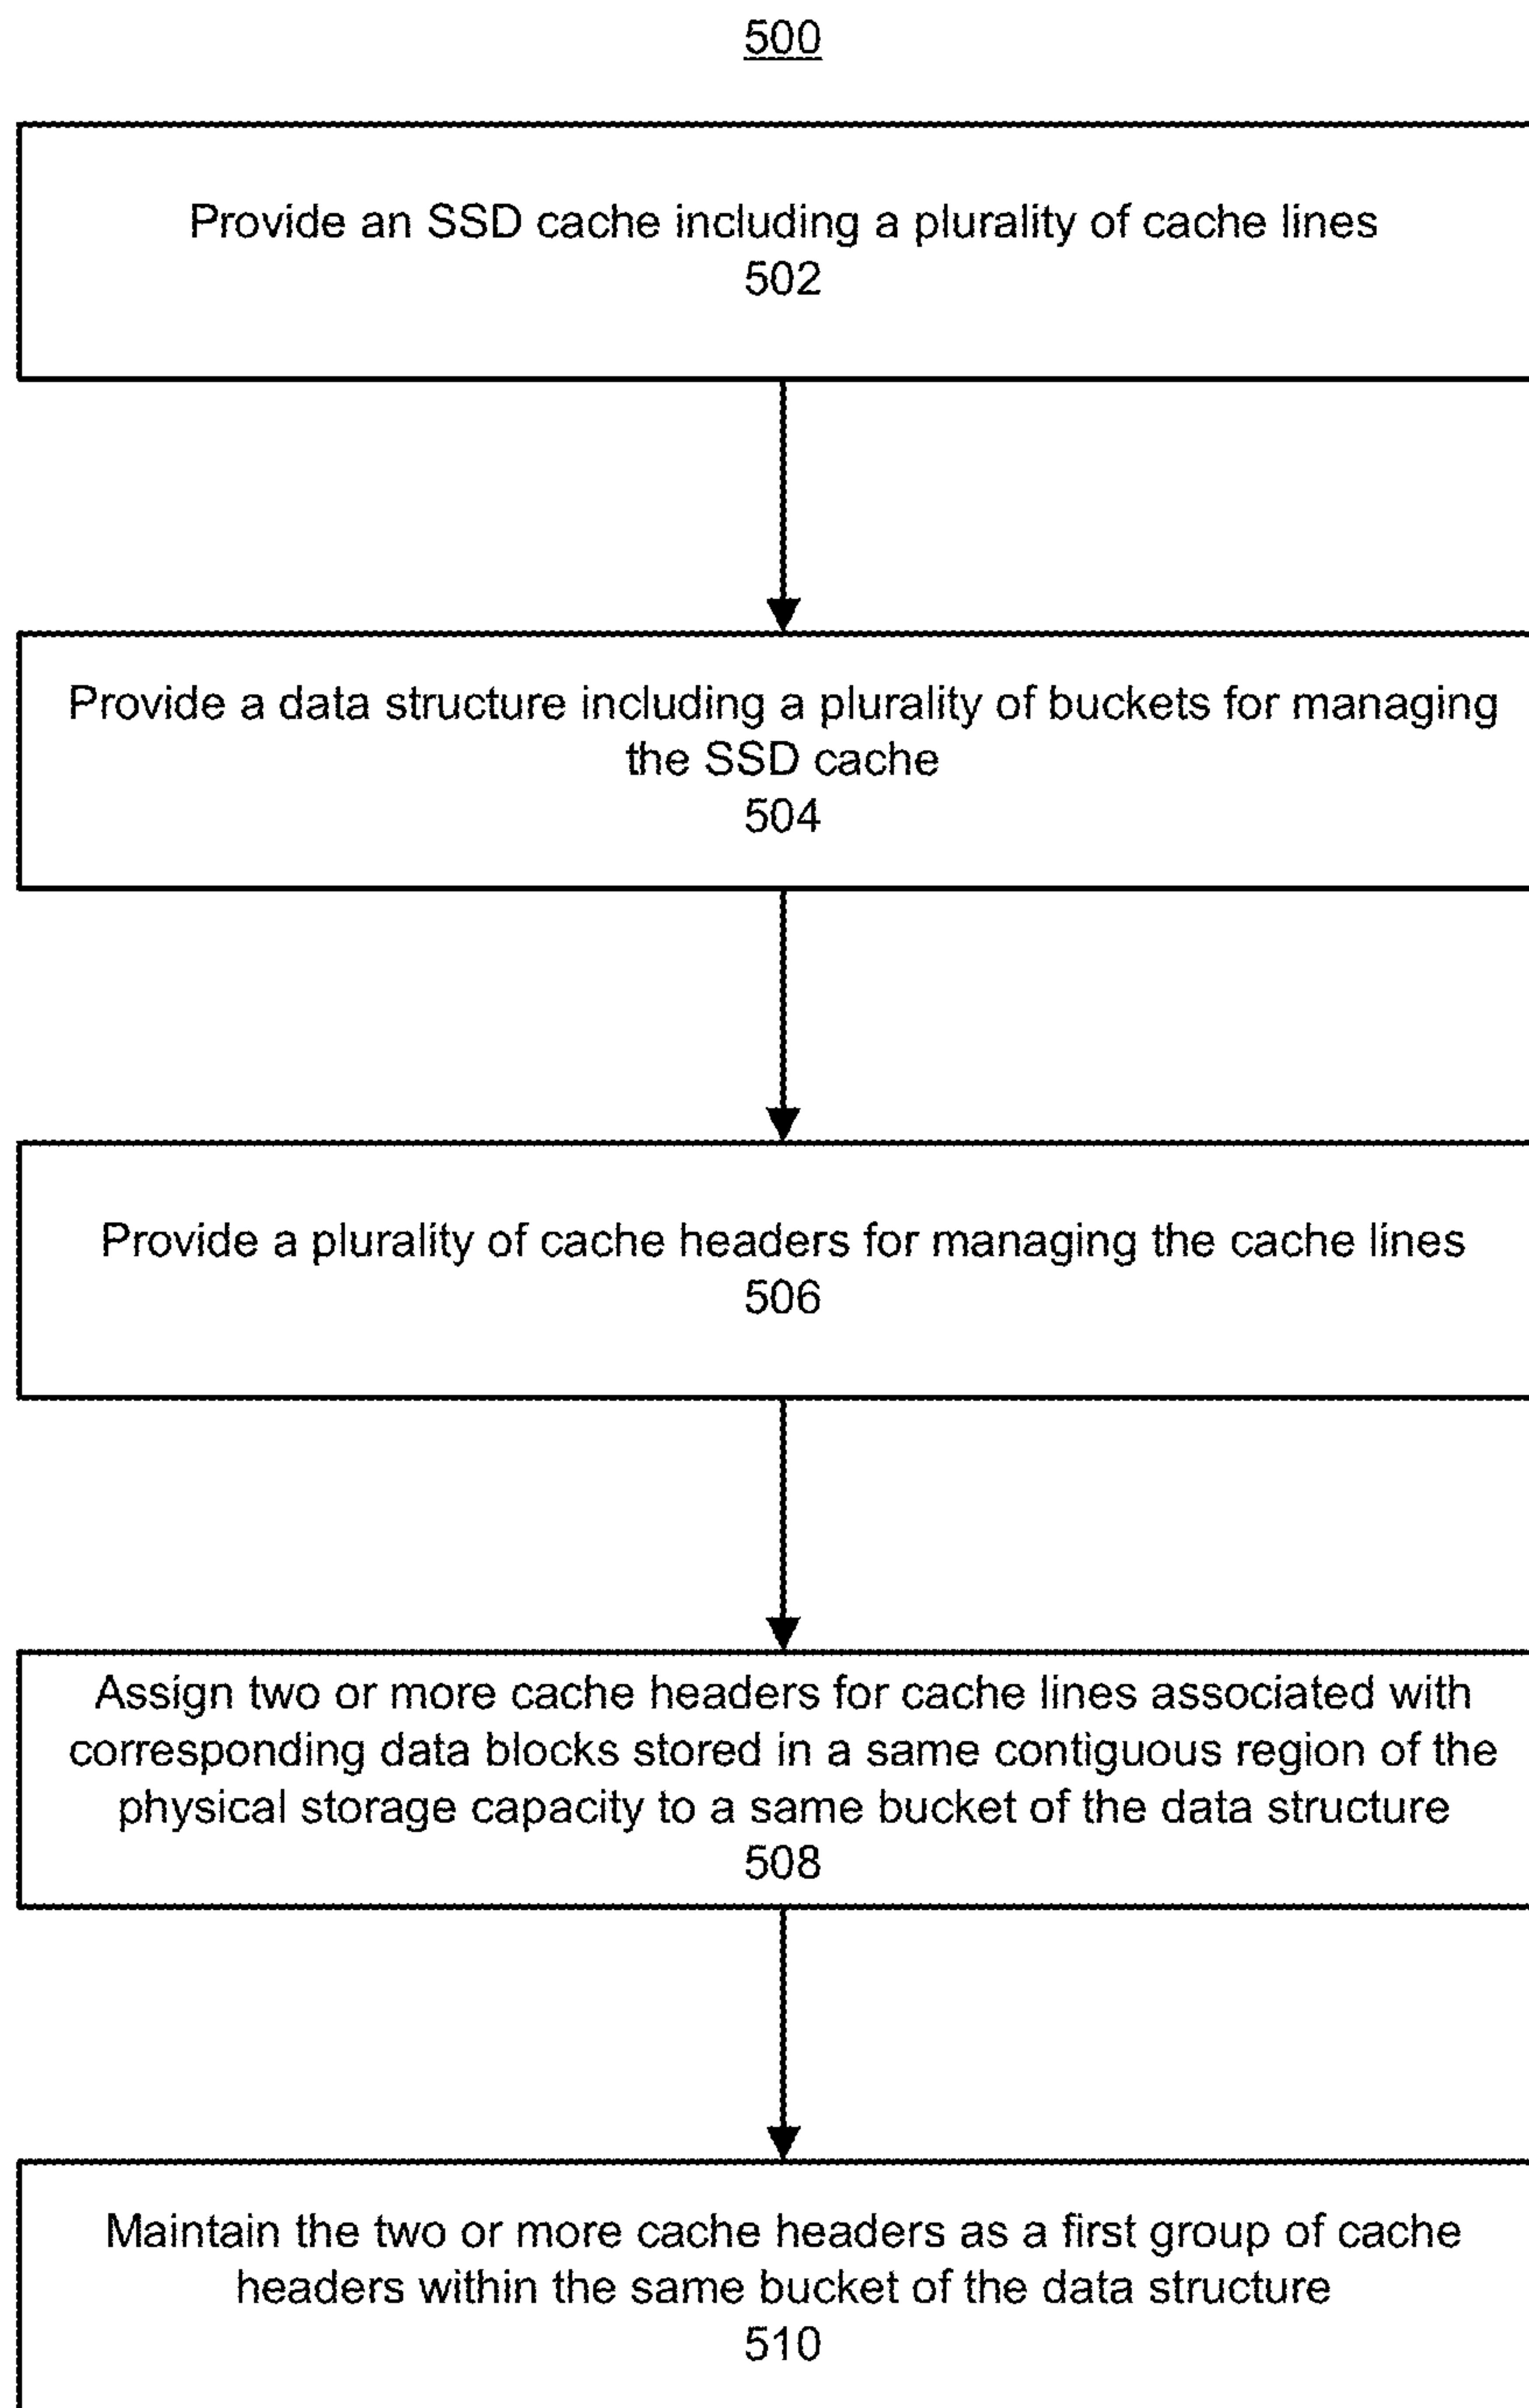 500
Provide an SSD cache including a plurality of cache lines
502
Provide a data structure including a plurality of buckets for managing
the SSD cache
504
Provide a plurality of cache headers for managing the cache lines
506
Assign two or more cache headers for cache lines associated with
corresponding data blocks stored in a same contiguous region of the
physical storage capacity to a same bucket of the data structure
508
Maintain the two or more cache headers as a first group of cache
headers within the same bucket of the data structure
510